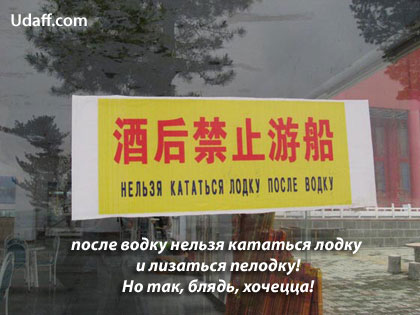 Udaff.com
酒后禁止游船
НЕЛЬЗЯ КАТАТЬСЯ ЛОДКУ ПОСЛЕ ВОДКУ
после водку нельзя кататься лодку
и лизаться пелодку!
Но так, блядь, хочецца!